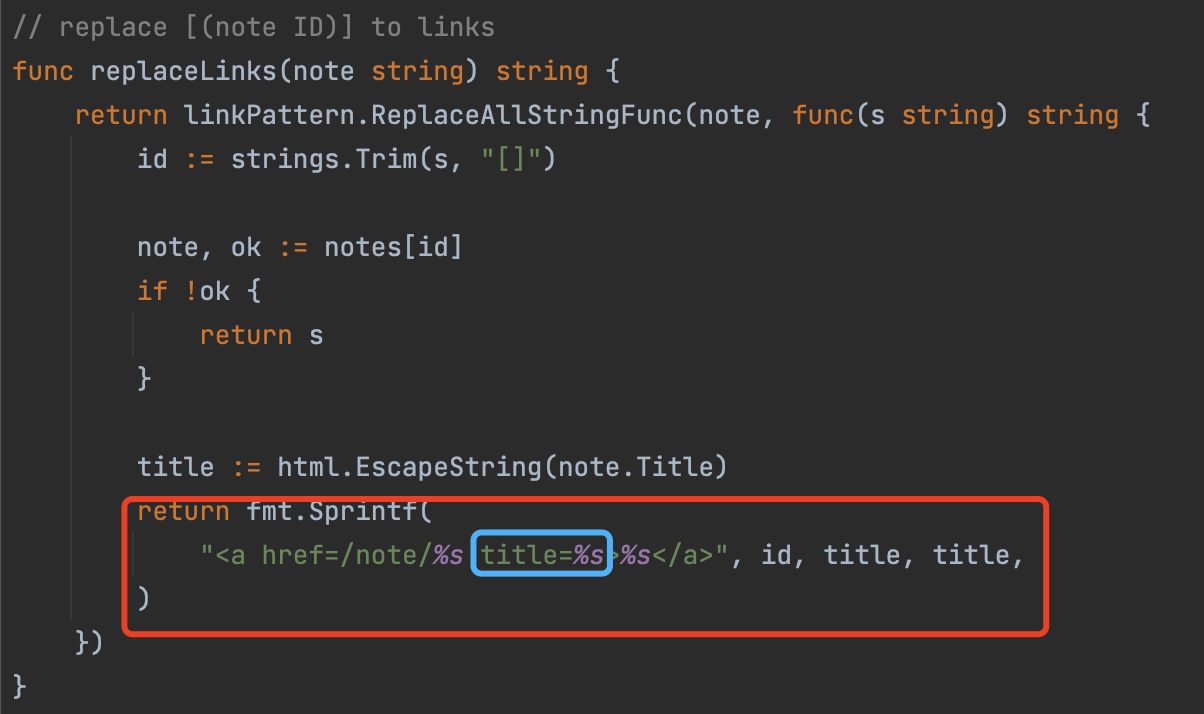 // replace [(note ID)] to links
func replaceLinks(note string) string {
    return linkPattern.ReplaceAllStringFunc(note, func(s string) string {
        id := strings.Trim(s, "[]")

        note, ok := notes[id]
        if !ok {
            return s
        }

        title := html.EscapeString(note.Title)
        return fmt.Sprintf(
            "<a href=/note/%s title=%s>%s</a>", id, title, title,
        )
    })
}